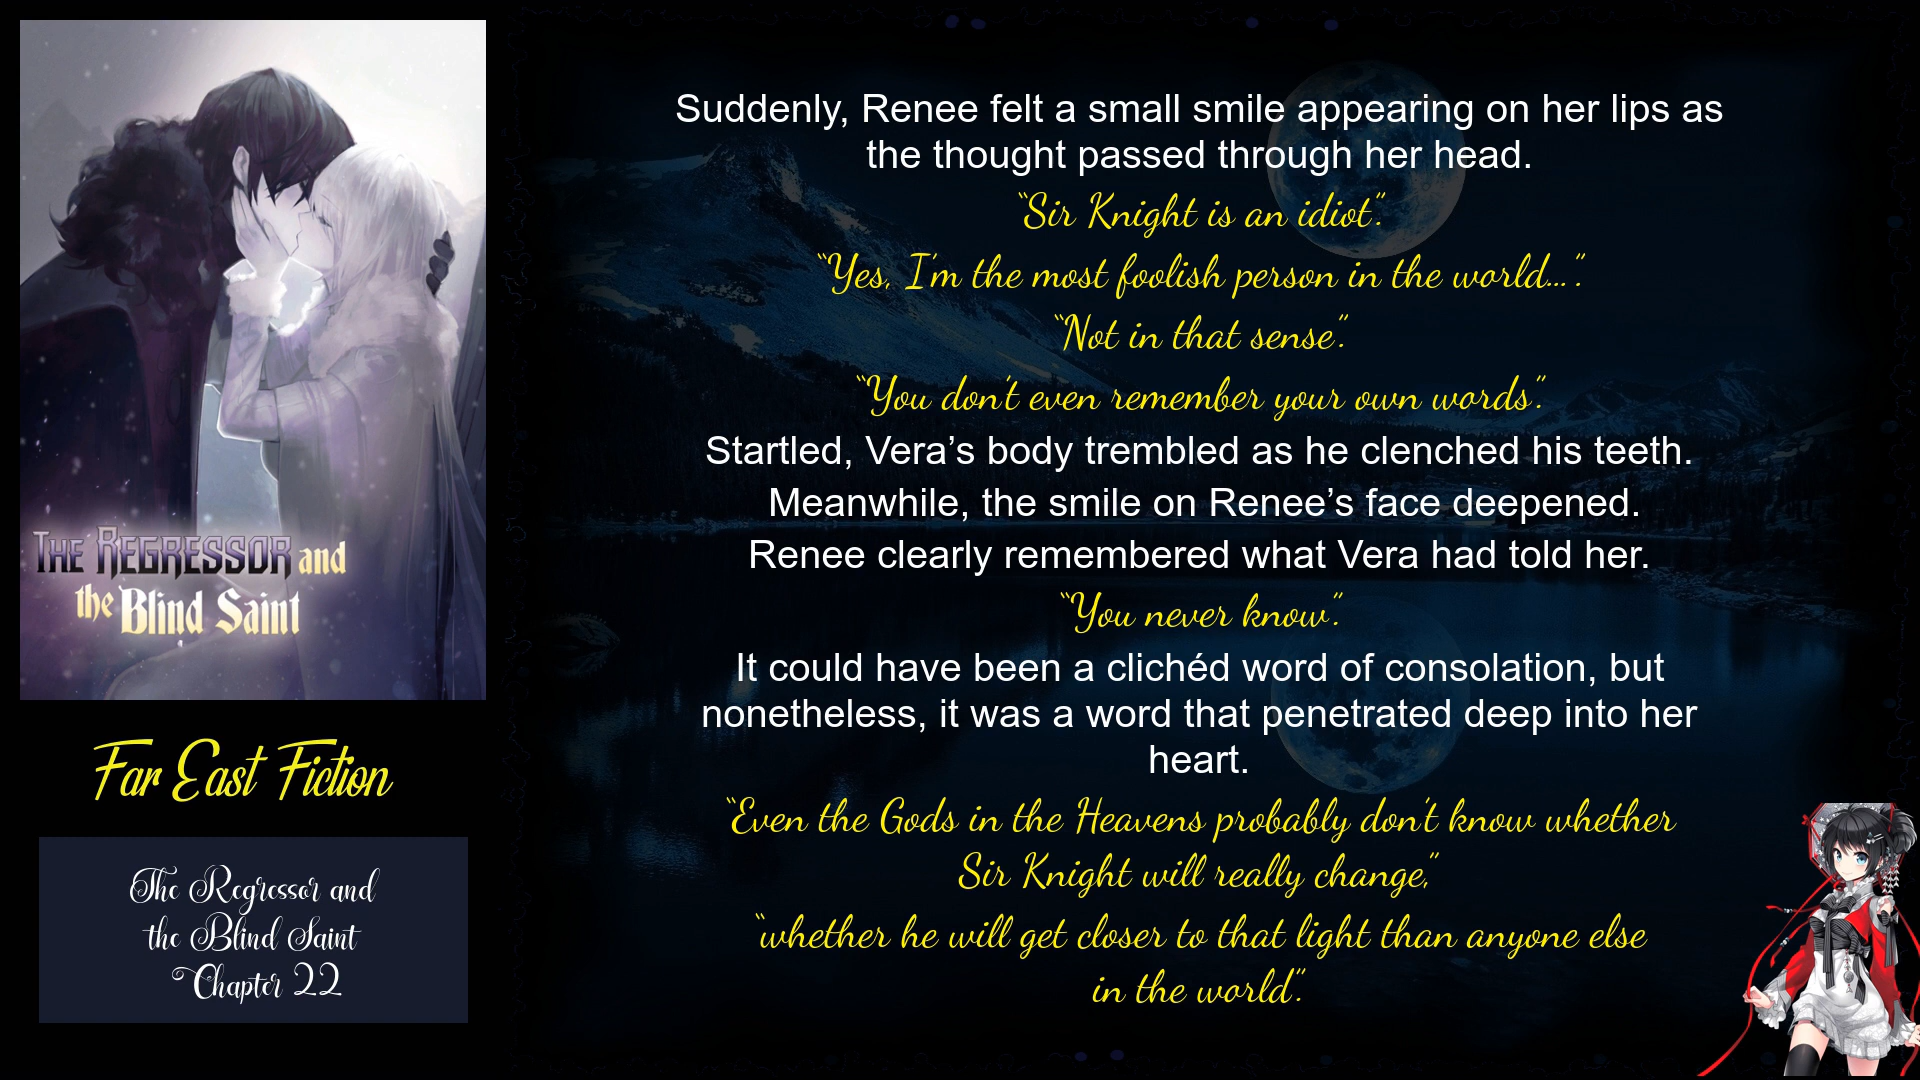 THE REGRESSOR and
the Blind Saint
Far East Fiction
The Regressor and
the Blind Saint
Chapter 22
Suddenly, Renee felt a small smile appearing on her lips as
the thought passed through her head.
“Sir Knight is an idiot”.
“Yes, I’m the most foolish person in the world…”.
“Not in that sense”.
“You don’t even remember your own words”.
Startled, Vera’s body trembled as he clenched his teeth.
Meanwhile, the smile on Renee’s face deepened.
Renee clearly remembered what Vera had told her.
“You never know”.
It could have been a clichéd word of consolation, but
nonetheless, it was a word that penetrated deep into her
heart.
“Even the Gods in the Heavens probably don’t know whether
Sir Knight will really change,”
“whether he will get closer to that light than anyone else
in the world”.